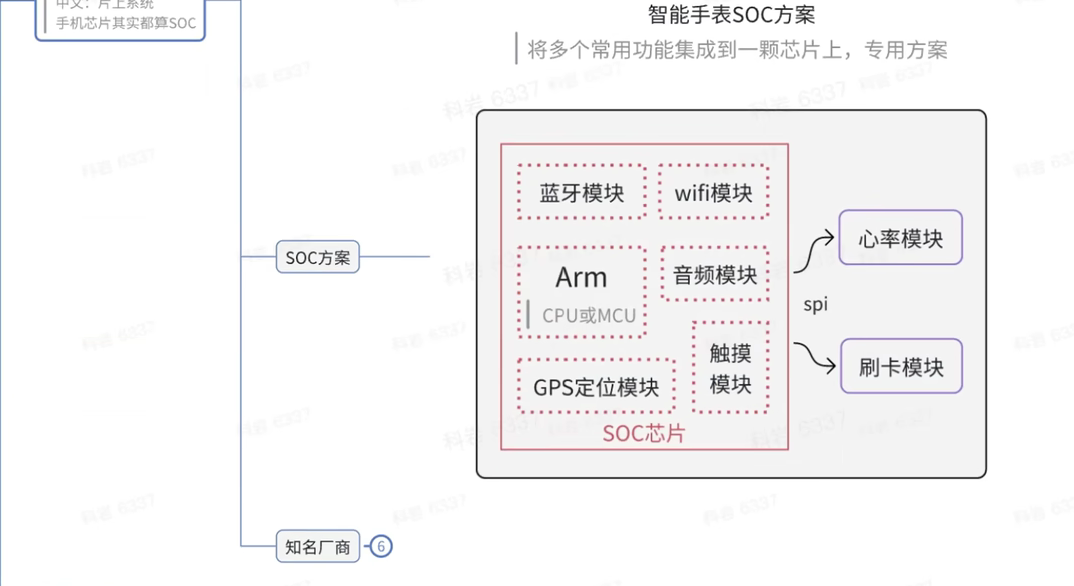 中文：片上系统
手机芯片其实都算SOC
智能手表SOC方案
将多个常用功能集成到一颗芯片上，专用方案
SOC方案
蓝牙模块
wifi模块
Arm
CPU或MCU
音频模块
GPS定位模块
触摸
模块
SOC芯片
spi
心率模块
刷卡模块
知名厂商
6
科岩 6337